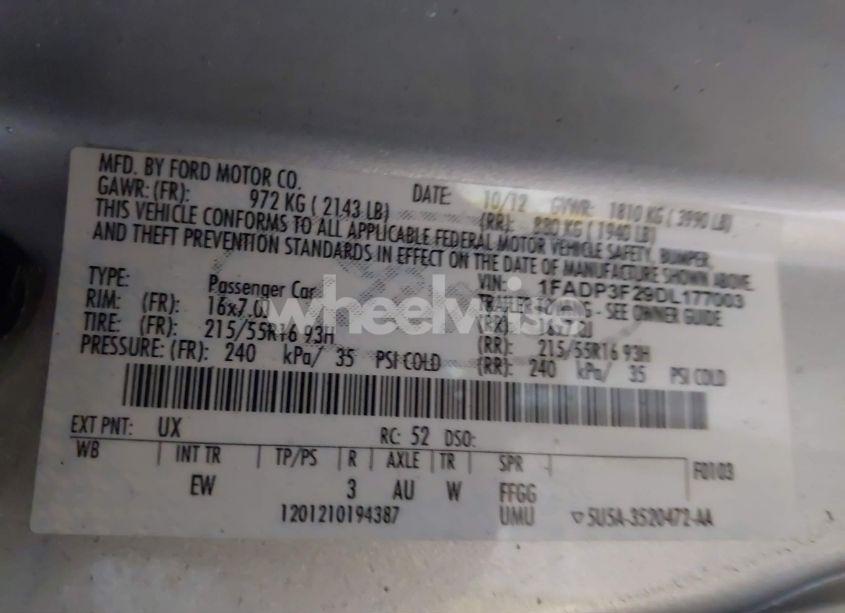 MFD. BY FORD MOTOR CO. DATE: 10/12 GVWR: 1810 KG ( 3990 LB)
GAWR: (FR): 972 KG ( 2143 LB) (RR): 880 KG ( 1940 LB)
THIS VEHICLE CONFORMS TO ALL APPLICABLE FEDERAL MOTOR VEHICLE SAFETY, BUMPER,
AND THEFT PREVENTION STANDARDS IN EFFECT ON THE DATE OF MANUFACTURE SHOWN ABOVE.
VIN: 1FADP3F29DL177003
TYPE: Passenger Car TRAILER TOWING - SEE OWNER GUIDE
RIM: (FR): 16x7.0J (RR): 16x7.0J
TIRE: (FR): 215/55R16 93H (RR): 215/55R16 93H
PRESSURE: (FR): 240 kPa/ 35 PSI COLD (RR): 240 kPa/ 35 PSI COLD
wheelwise
EXT PNT: UX RC: 52 DSO:
WB INT TR TP/PS R AXLE TR SPR F0103
EW 3 AU W FFGG
1201210194387 UMU 5U5A-3520472-AA